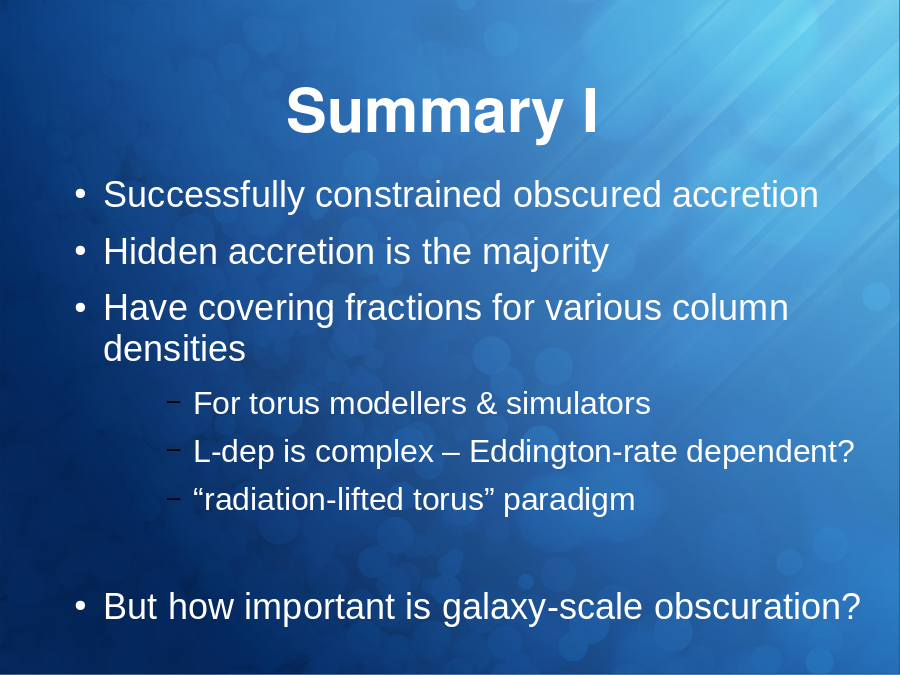 Summary I
• Successfully constrained obscured accretion
• Hidden accretion is the majority
• Have covering fractions for various column
densities
– For torus modellers & simulators
– L-dep is complex – Eddington-rate dependent?
– “radiation-lifted torus” paradigm
• But how important is galaxy-scale obscuration?